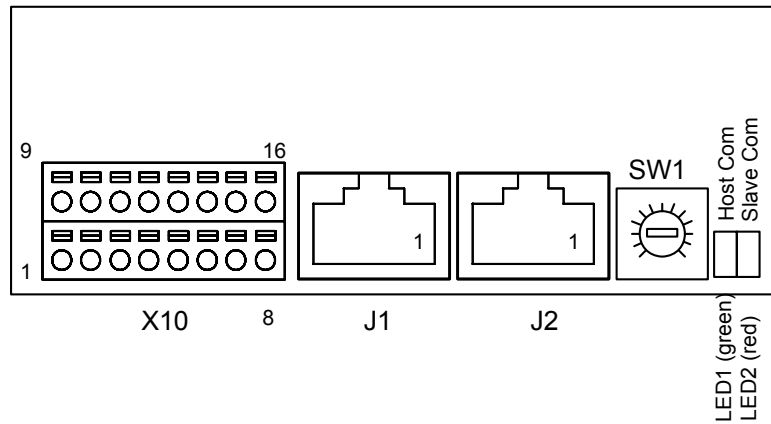 9
16
1
X10
8
1
J1
1
J2
SW1
Host Com
Slave Com
LED1 (green)
LED2 (red)